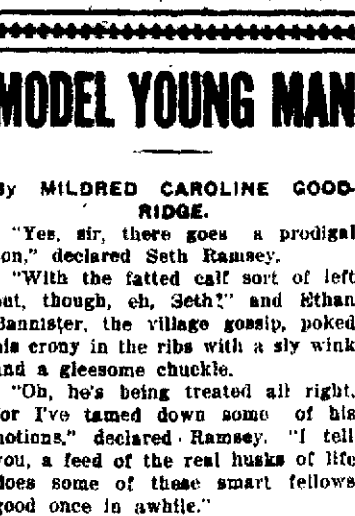 MODEL YOUNG MAN
By MILDRED CAROLINE GOOD-
RIDGE.
"Yes, sir, there goes a prodigal
son," declared Seth Ramsey.
"With the fatted calf sort of left
out, though, eh, Seth?" and Ethan
Bannister, the village gossip, poked
his crony in the ribs with a sly wink
and a gleesome chuckle.
"Oh, he's being treated all right,
for I've tamed down some of his
notions," declared Ramsey. "I tell
you, a feed of the real husks of life
does some of these smart fellows
good once in awhile."